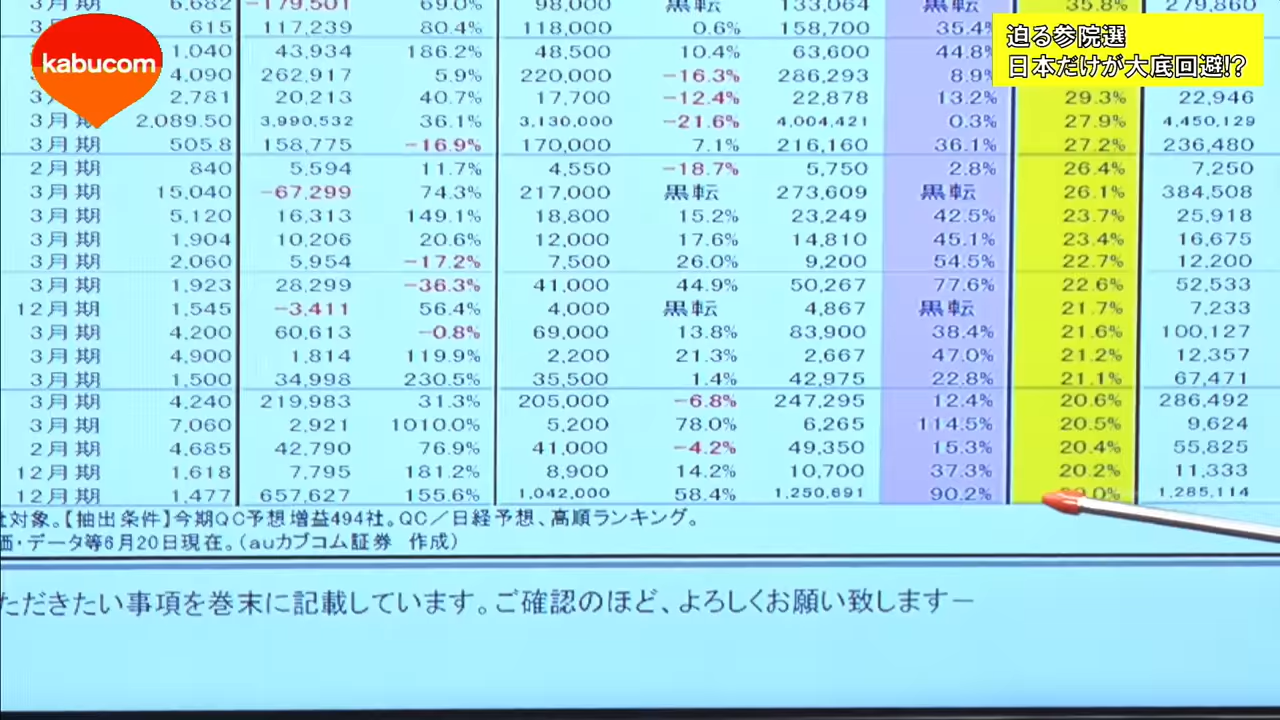 3月期 6,682 -179,501 69.0% 98,000 黒転 133,064 黒転 35.8% 279,860
615 117,239 80.4% 118,000 0.6% 158,700 35.4%
1,040 43,934 186.2% 48,500 10.4% 63,600 44.8%
4,090 262,917 5.9% 220,000 -16.3% 286,293 8.9%
2,781 20,213 40.7% 17,700 -12.4% 22,878 13.2% 29.3% 22,946
3月期 2,089.50 3,990,532 36.1% 3,130,000 -21.6% 4,004,421 0.3% 27.9% 4,450,129
3月期 505.8 158,775 -16.9% 170,000 7.1% 216,160 36.1% 27.2% 236,480
2月期 840 5,594 11.7% 4,550 -18.7% 5,750 2.8% 26.4% 7,250
3月期 15,040 -67,299 74.3% 217,000 黒転 273,609 黒転 26.1% 384,508
3月期 5,120 16,313 149.1% 18,800 15.2% 23,249 42.5% 23.7% 25,918
3月期 1,904 10,206 20.6% 12,000 17.6% 14,810 45.1% 23.4% 16,675
3月期 2,060 5,954 -17.2% 7,500 26.0% 9,200 54.5% 22.7% 12,200
3月期 1,923 28,299 -36.3% 41,000 44.9% 50,267 77.6% 22.6% 52,533
12月期 1,545 -3,411 56.4% 4,000 黒転 4,867 黒転 21.7% 7,233
3月期 4,200 60,613 -0.8% 69,000 13.8% 83,900 38.4% 21.6% 100,127
3月期 4,900 1,814 119.9% 2,200 21.3% 2,667 47.0% 21.2% 12,357
3月期 1,500 34,998 230.5% 35,500 1.4% 42,975 22.8% 21.1% 67,471
3月期 4,240 219,983 31.3% 205,000 -6.8% 247,295 12.4% 20.6% 286,492
3月期 7,060 2,921 1010.0% 5,200 78.0% 6,265 114.5% 20.5% 9,624
2月期 4,685 42,790 76.9% 41,000 -4.2% 49,350 15.3% 20.4% 55,825
12月期 1,618 7,795 181.2% 8,900 14.2% 10,700 37.3% 20.2% 11,333
12月期 1,477 657,627 155.6% 1,042,000 58.4% 1,250,691 90.2% 1,285,114
社対象。【抽出条件】今期QC予想増益494社。QC/日経予想、高順ランキング。
価・データ等6月20日現在。(auカブコム証券 作成)
ただきたい事項を巻末に記載しています。ご確認のほど、よろしくお願い致しますー
kabucom
迫る参院選
日本だけが大底回避!?